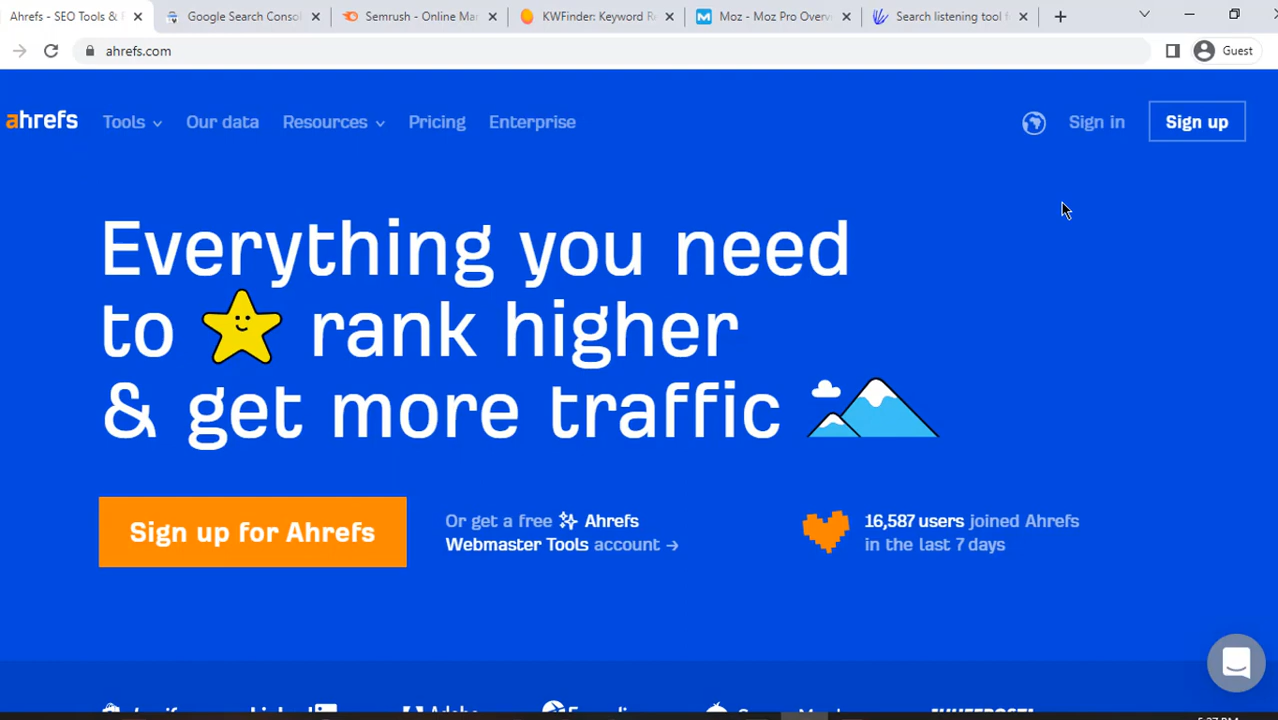 Ahrefs - SEO Tools &
Google Search Conso
Semrush - Online Ma
KWFinder: Keyword R
Moz - Moz Pro Overv
Search listening tool
ahrefs.com
Guest
ahrefs
Tools
Our data
Resources
Pricing
Enterprise
Sign in
Sign up
Everything you need
to rank higher
& get more traffic
Sign up for Ahrefs
Or get a free Ahrefs
Webmaster Tools account →
16,587 users joined Ahrefs
in the last 7 days
Adobe